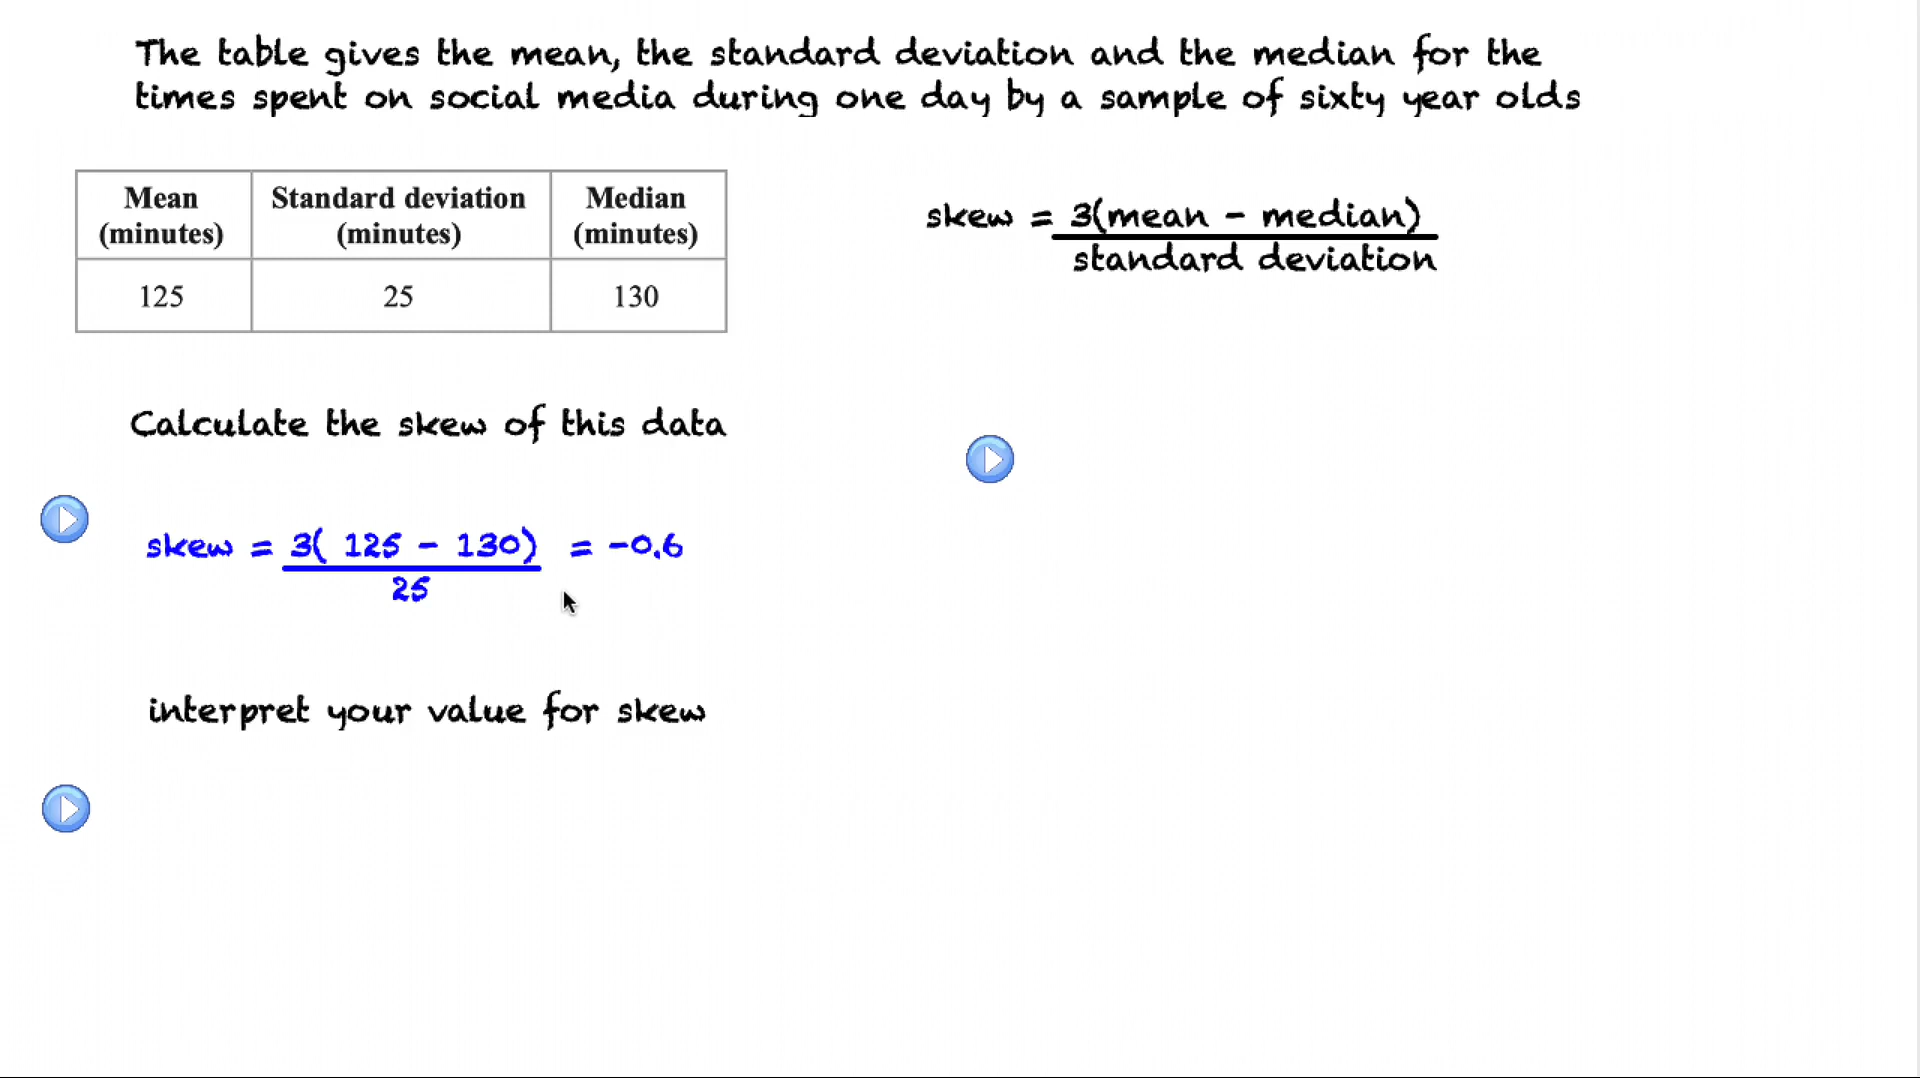 The table gives the mean, the standard deviation and the median for the
times spent on social media during one day by a sample of sixty year olds
Mean (minutes) Standard deviation (minutes) Median (minutes)
125 25 130
skew = 3(mean - median)
standard deviation
Calculate the skew of this data
skew = 3( 125 - 130) = -0.6
25
interpret your value for skew